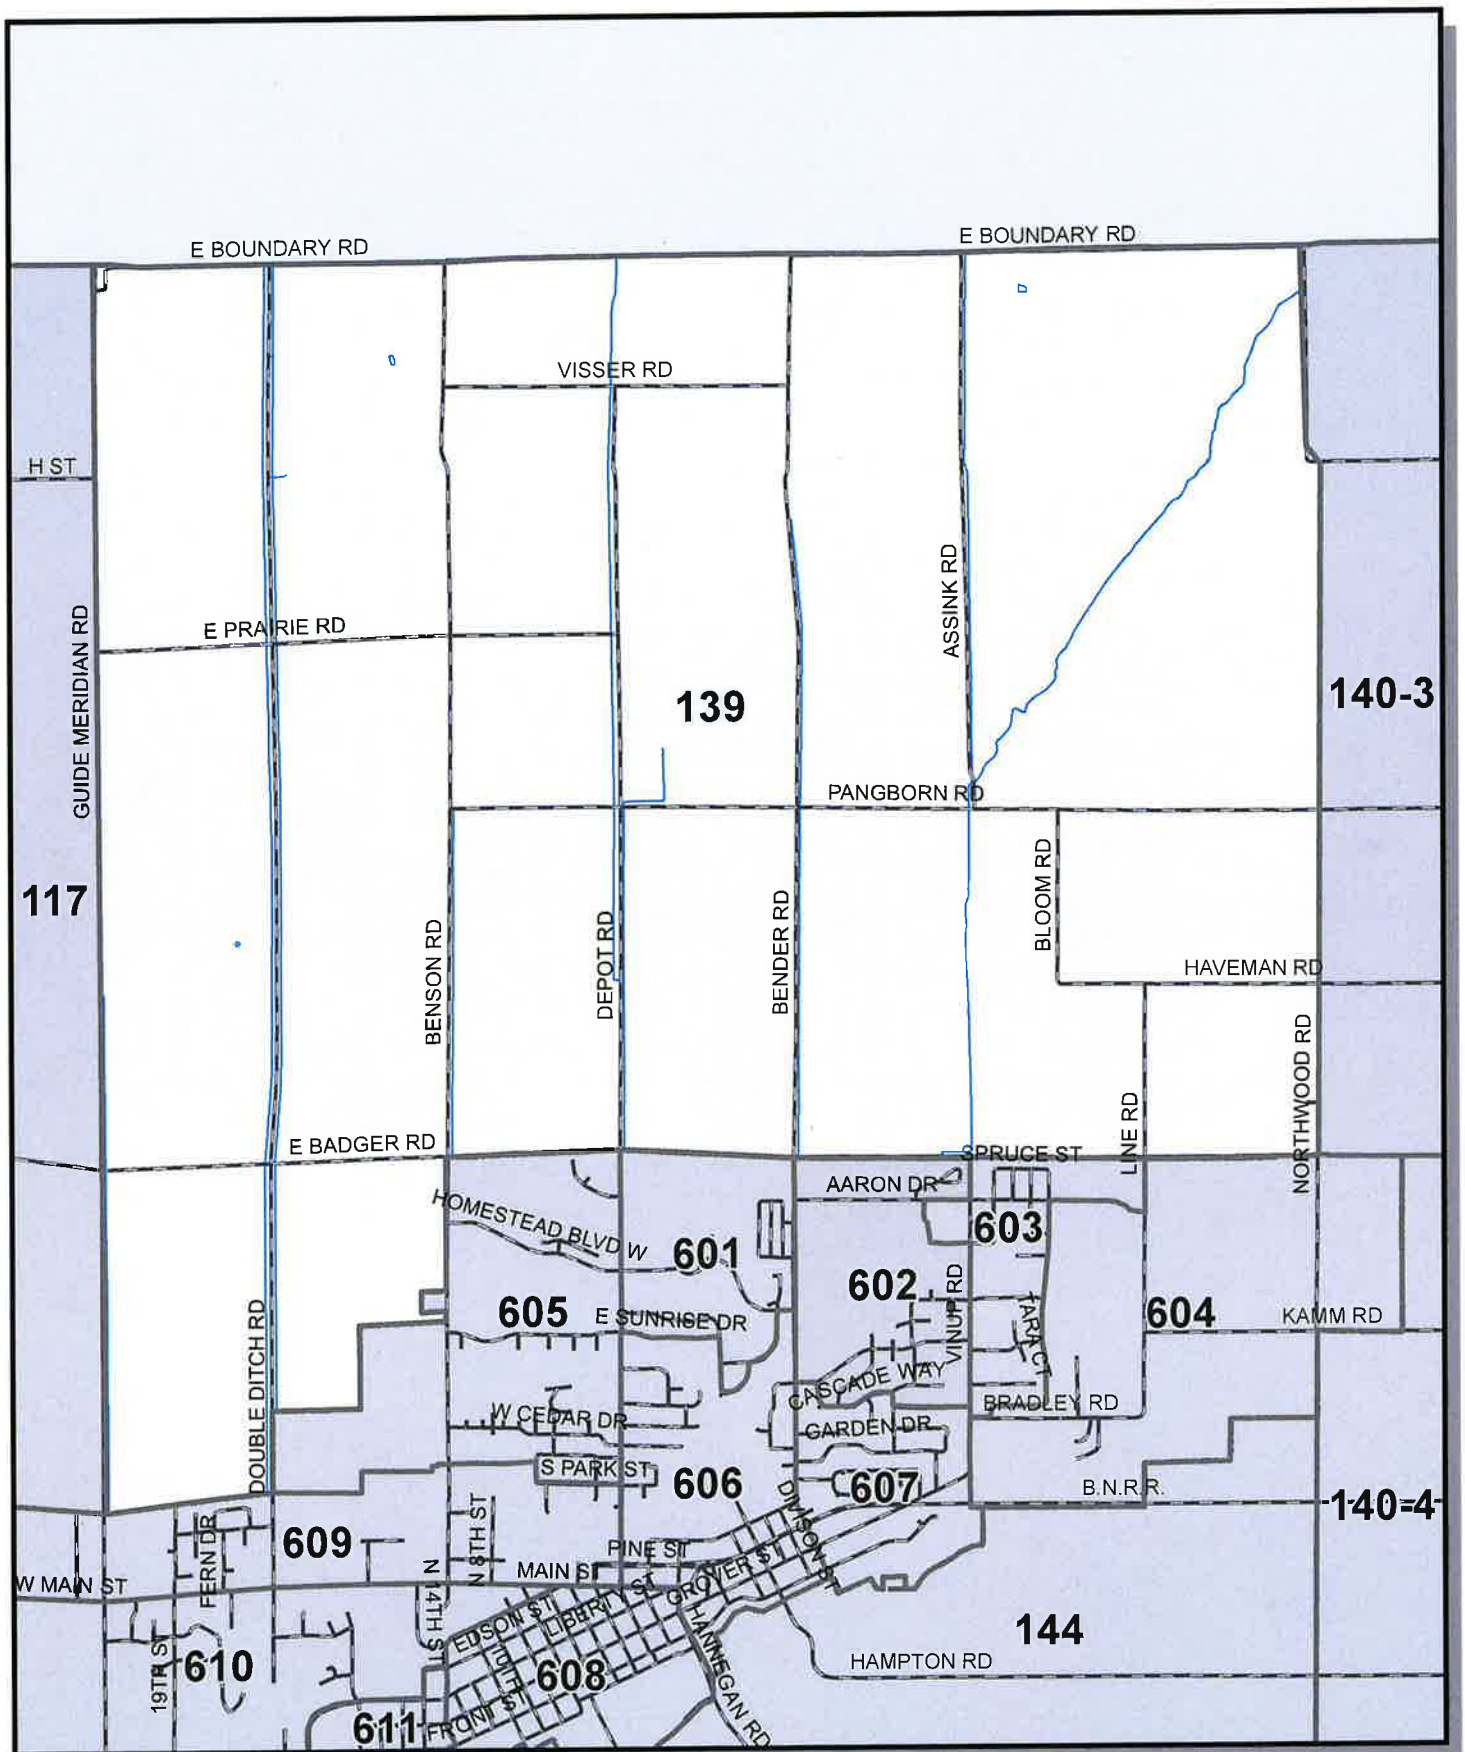 E BOUNDARY RD
E BOUNDARY RD
VISSER RD
H ST
ASSINK RD
GUIDE MERIDIAN RD
E PRAIRIE RD
139
140-3
PANGBORN RD
117
BLOOM RD
BENSON RD
DEPOT RD
BENDER RD
HAVEMAN RD
NORTHWOOD RD
LINE RD
E BADGER RD
SPRUCE ST
AARON DR
HOMESTEAD BLVD W
601
603
602
605
E SUNRISE DR
VINUP RD
TARA CT
604
KAMM RD
DOUBLE DITCH RD
CASCADE WAY
BRADLEY RD
W CEDAR DR
GARDEN DR
S PARK ST
606
607
B.N.R.R.
140-4
DIVISION ST
N 8TH ST
FERN DR
609
PINE ST
MAIN ST
W MAIN ST
N 14TH ST
GROVER ST
LIBERTY ST
EDSON ST
144
HANNEGAN RD
19TH ST
610
10TH ST
608
HAMPTON RD
611
FRONT ST